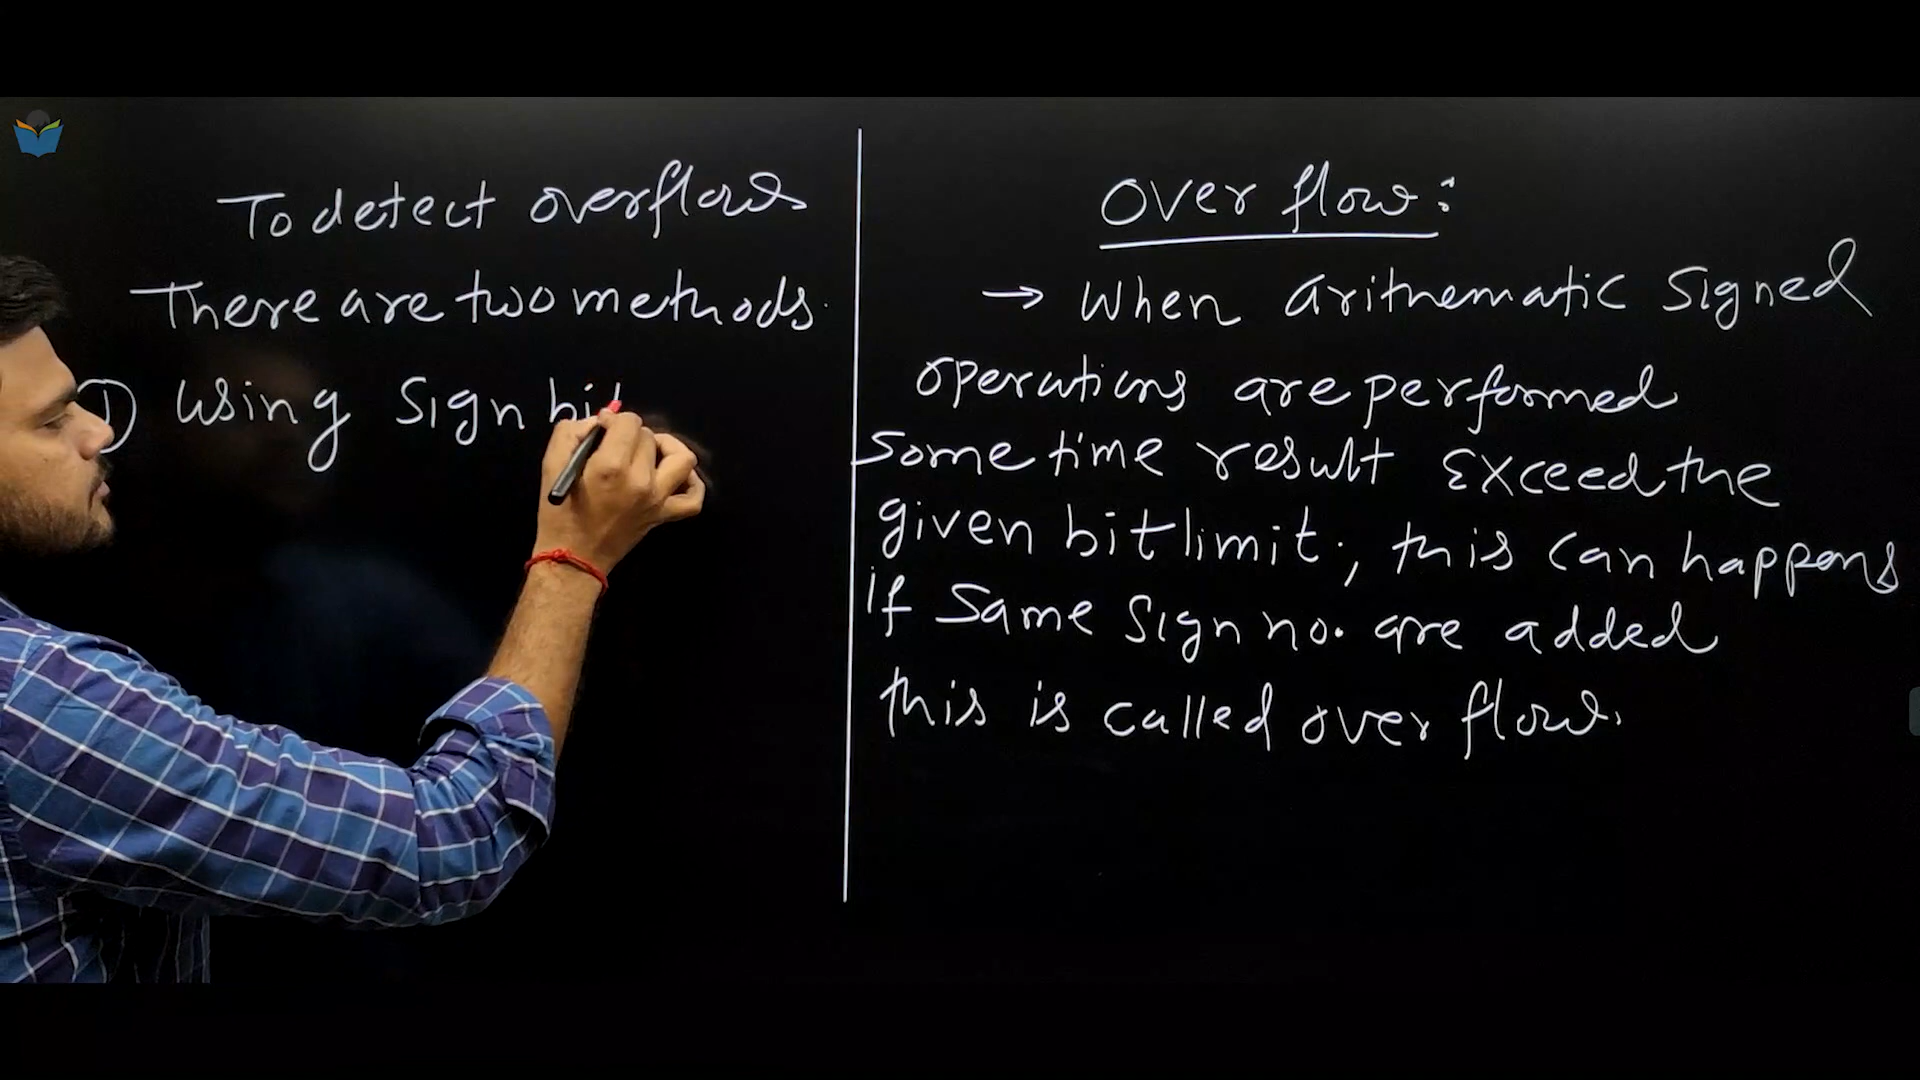 To detect overflow
There are two methods.
① Using Sign bit
Over flow:
→ When arithematic Signed
operations are performed
Some time result Exceed the
given bit limit., this can happens
If Same Sign no. are added
this is called over flow.